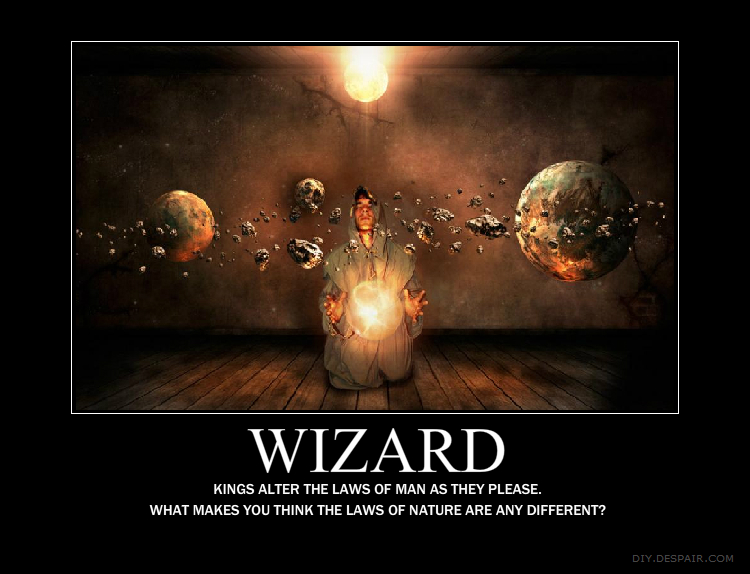 WIZARD
KINGS ALTER THE LAWS OF MAN AS THEY PLEASE.
WHAT MAKES YOU THINK THE LAWS OF NATURE ARE ANY DIFFERENT?
DIY.DESPAIR.COM